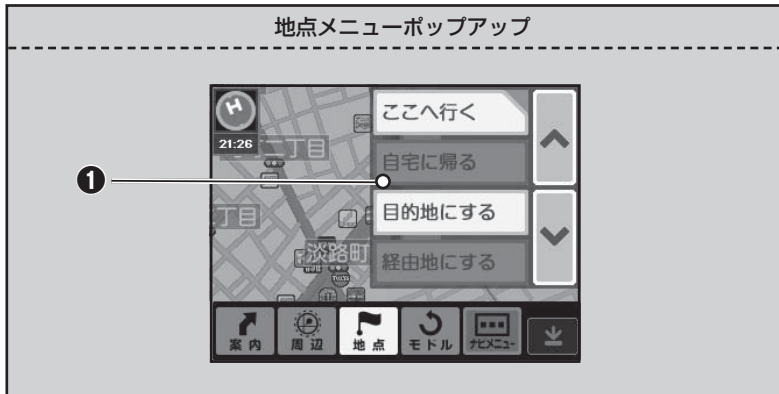 地点メニューポップアップ
ここへ行く
21:26
二丁目
自宅に帰る
❶
丁目
目的地にする
淡路町
経由地にする
案内
周辺
地点
モドル
ナビメニュー